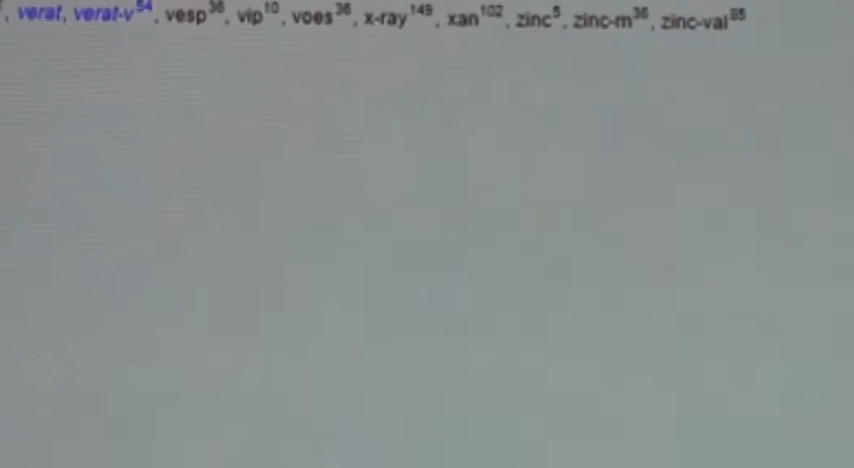 , verat, verat-v⁵⁴, vesp³⁶, vip¹⁰, voes³⁶, x-ray¹⁴⁹, xan¹⁰², zinc⁵, zinc-m³⁶, zinc-val⁸⁵